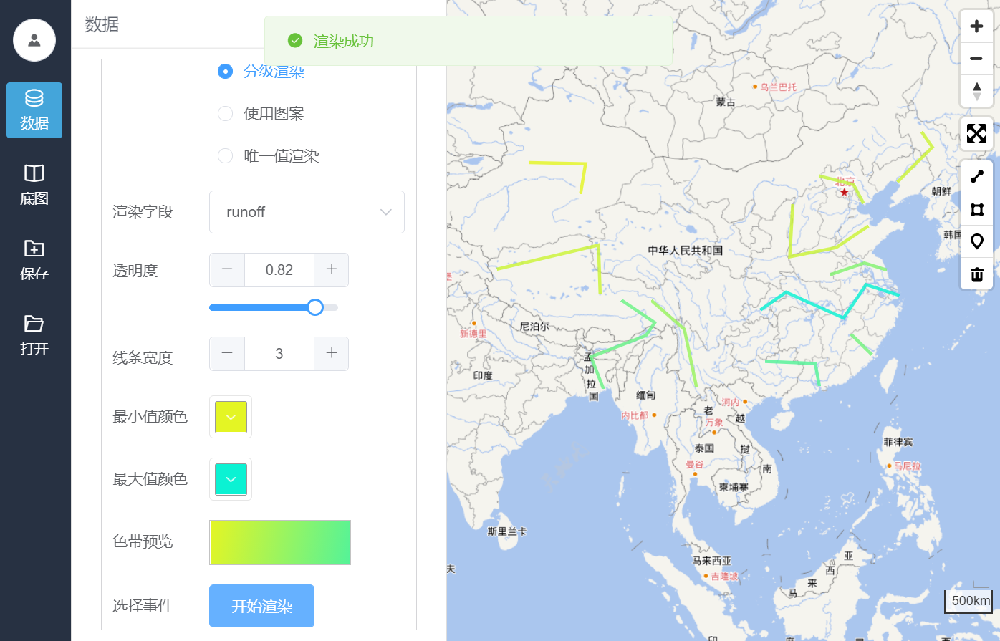 数据
渲染成功
分级渲染
使用图案
唯一值渲染
渲染字段
runoff
透明度
0.82
线条宽度
3
最小值颜色
最大值颜色
色带预览
选择事件
开始渲染
数据
底图
保存
打开
乌兰巴托
蒙古
北京
朝鲜
韩国
中华人民共和国
新德里
尼泊尔
印度
孟加拉国
缅甸
内比都
河内
老挝
越南
万象
泰国
曼谷
柬埔寨
菲律宾
马尼拉
斯里兰卡
马来西亚
吉隆坡
马来西亚
夫
500km